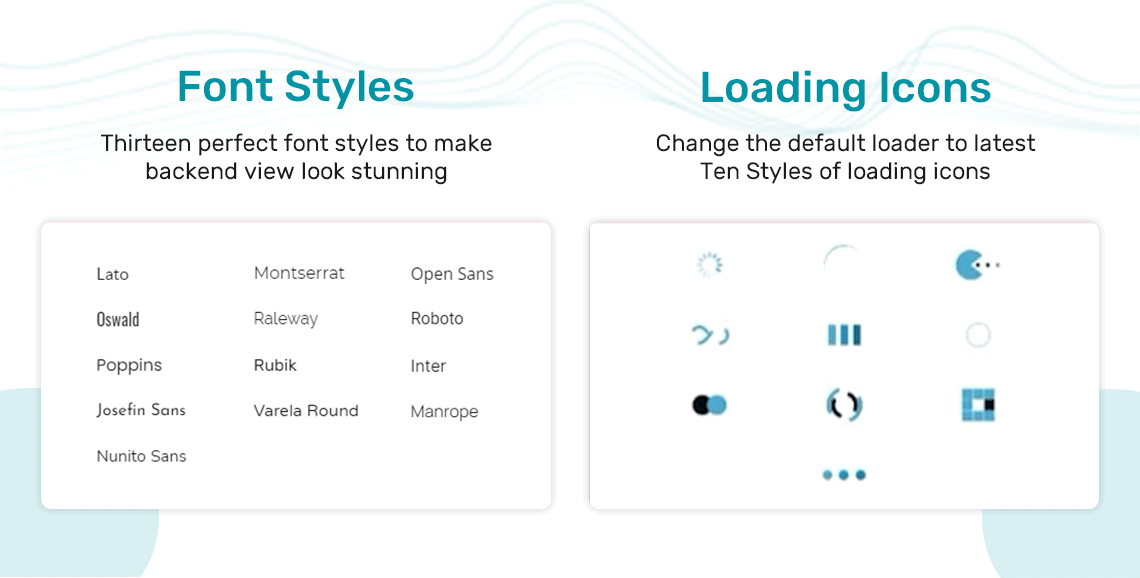 Font Styles
Thirteen perfect font styles to make
backend view look stunning
Lato
Montserrat
Open Sans
Oswald
Raleway
Roboto
Poppins
Rubik
Inter
Josefin Sans
Varela Round
Manrope
Nunito Sans
Loading Icons
Change the default loader to latest
Ten Styles of loading icons